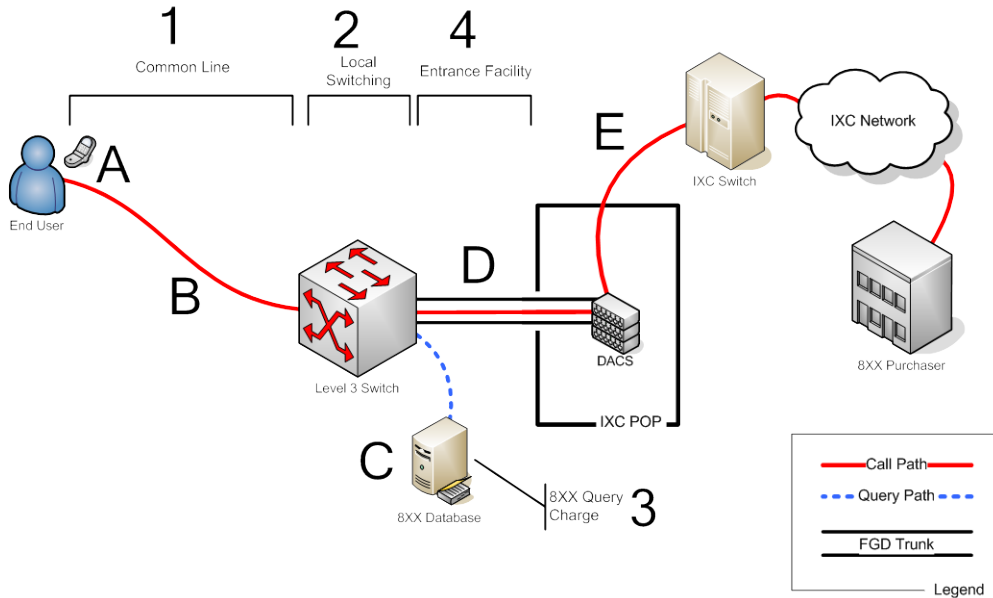 1
2
4
Common Line
Local
Switching
Entrance Facility
A
End User
B
Level 3 Switch
D
E
IXC Switch
IXC Network
8XX Purchaser
DACS
IXC POP
C
8XX Database
8XX Query
Charge
3
Call Path
Query Path
FGD Trunk
Legend